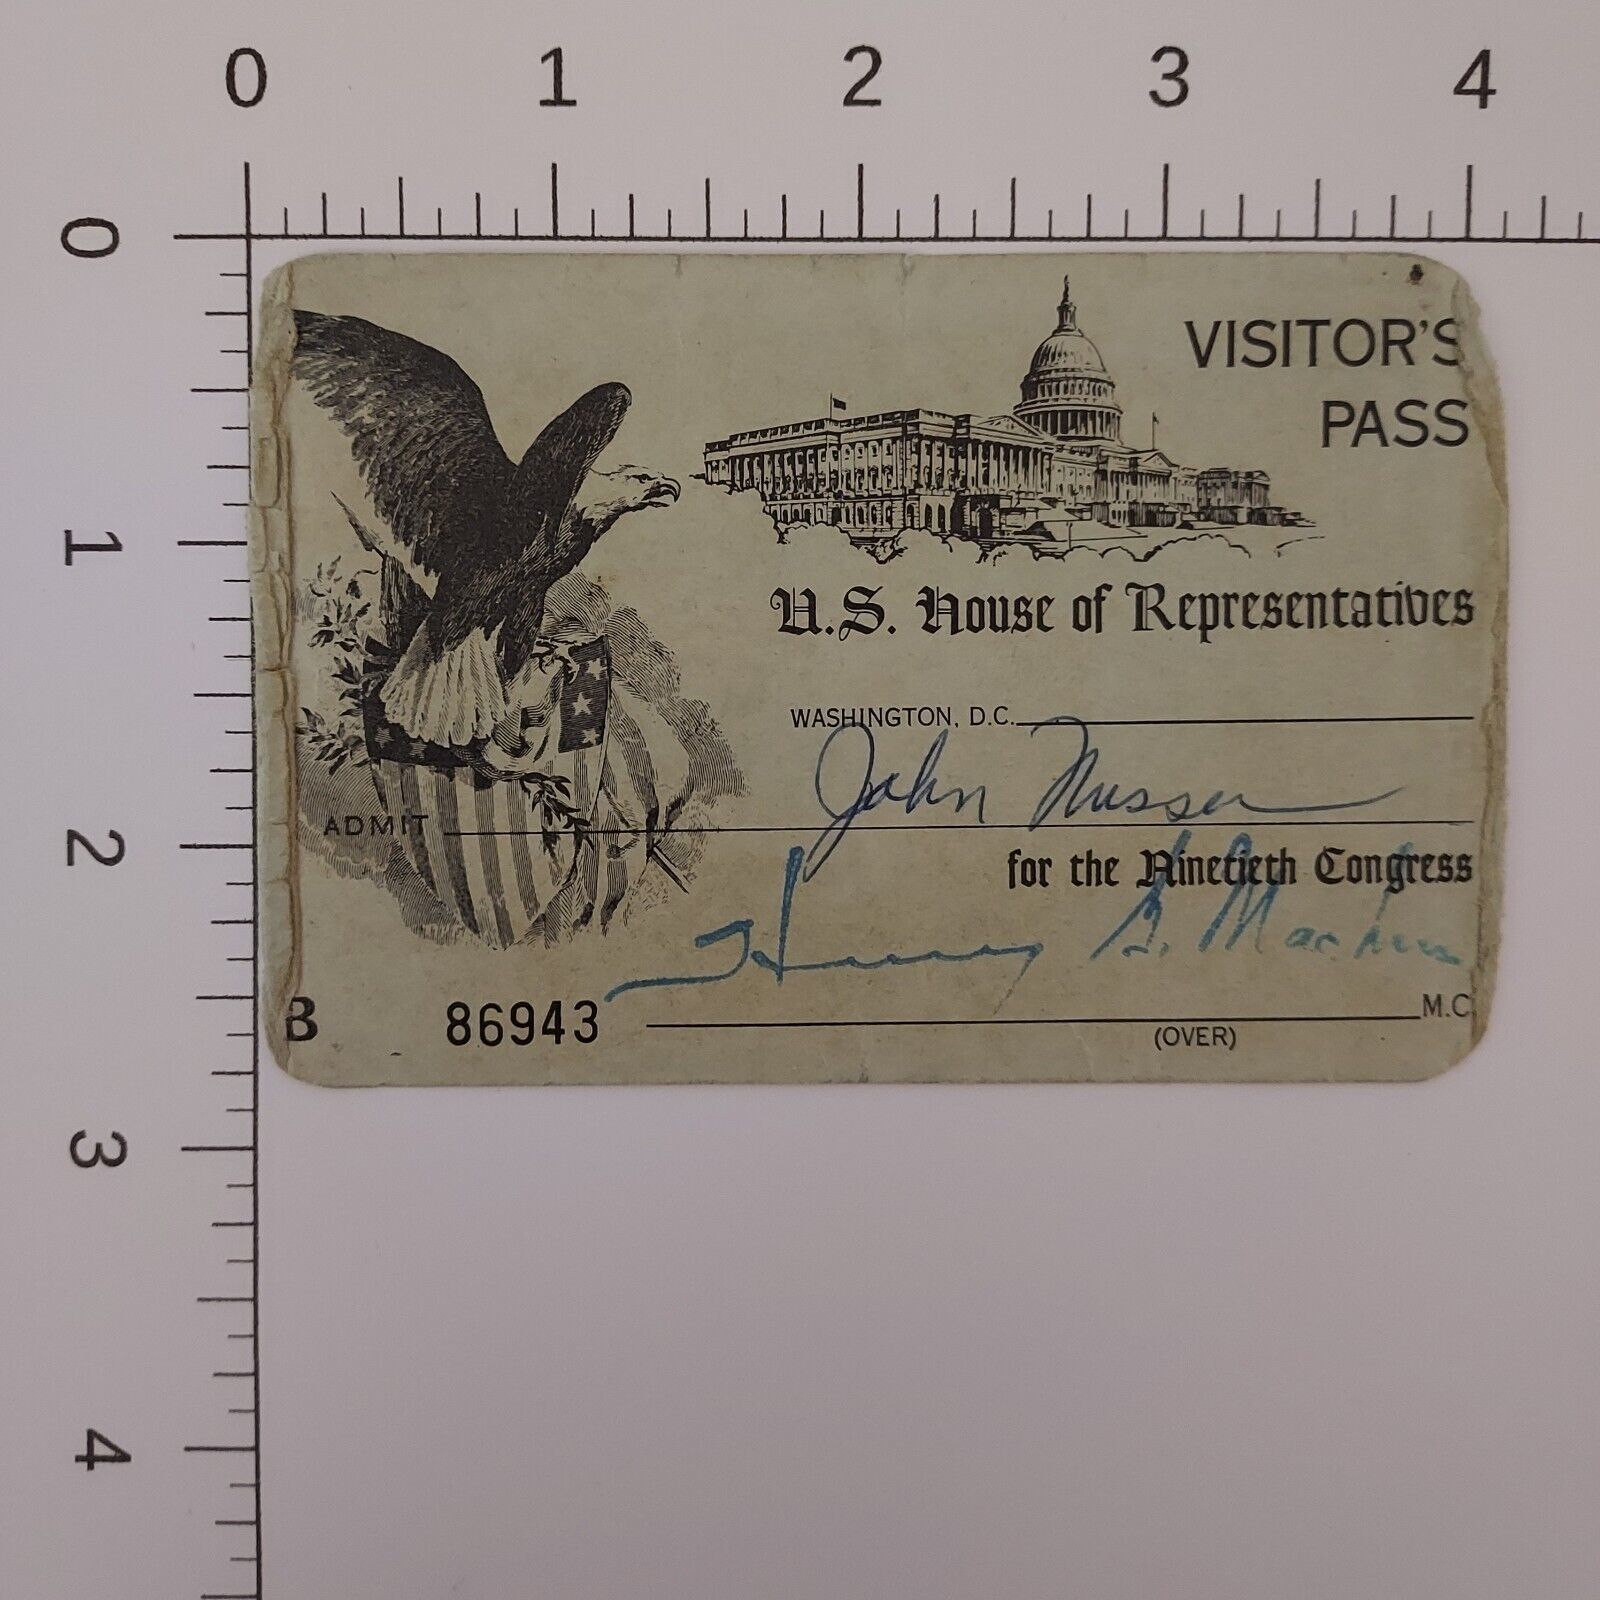 0 1 2 3 4
0
1
2
3
4
VISITOR'S
PASS
U.S. House of Representatives
WASHINGTON, D.C.
ADMIT John Musser
for the Ninetieth Congress
G.
B 86943 M.C
(OVER)